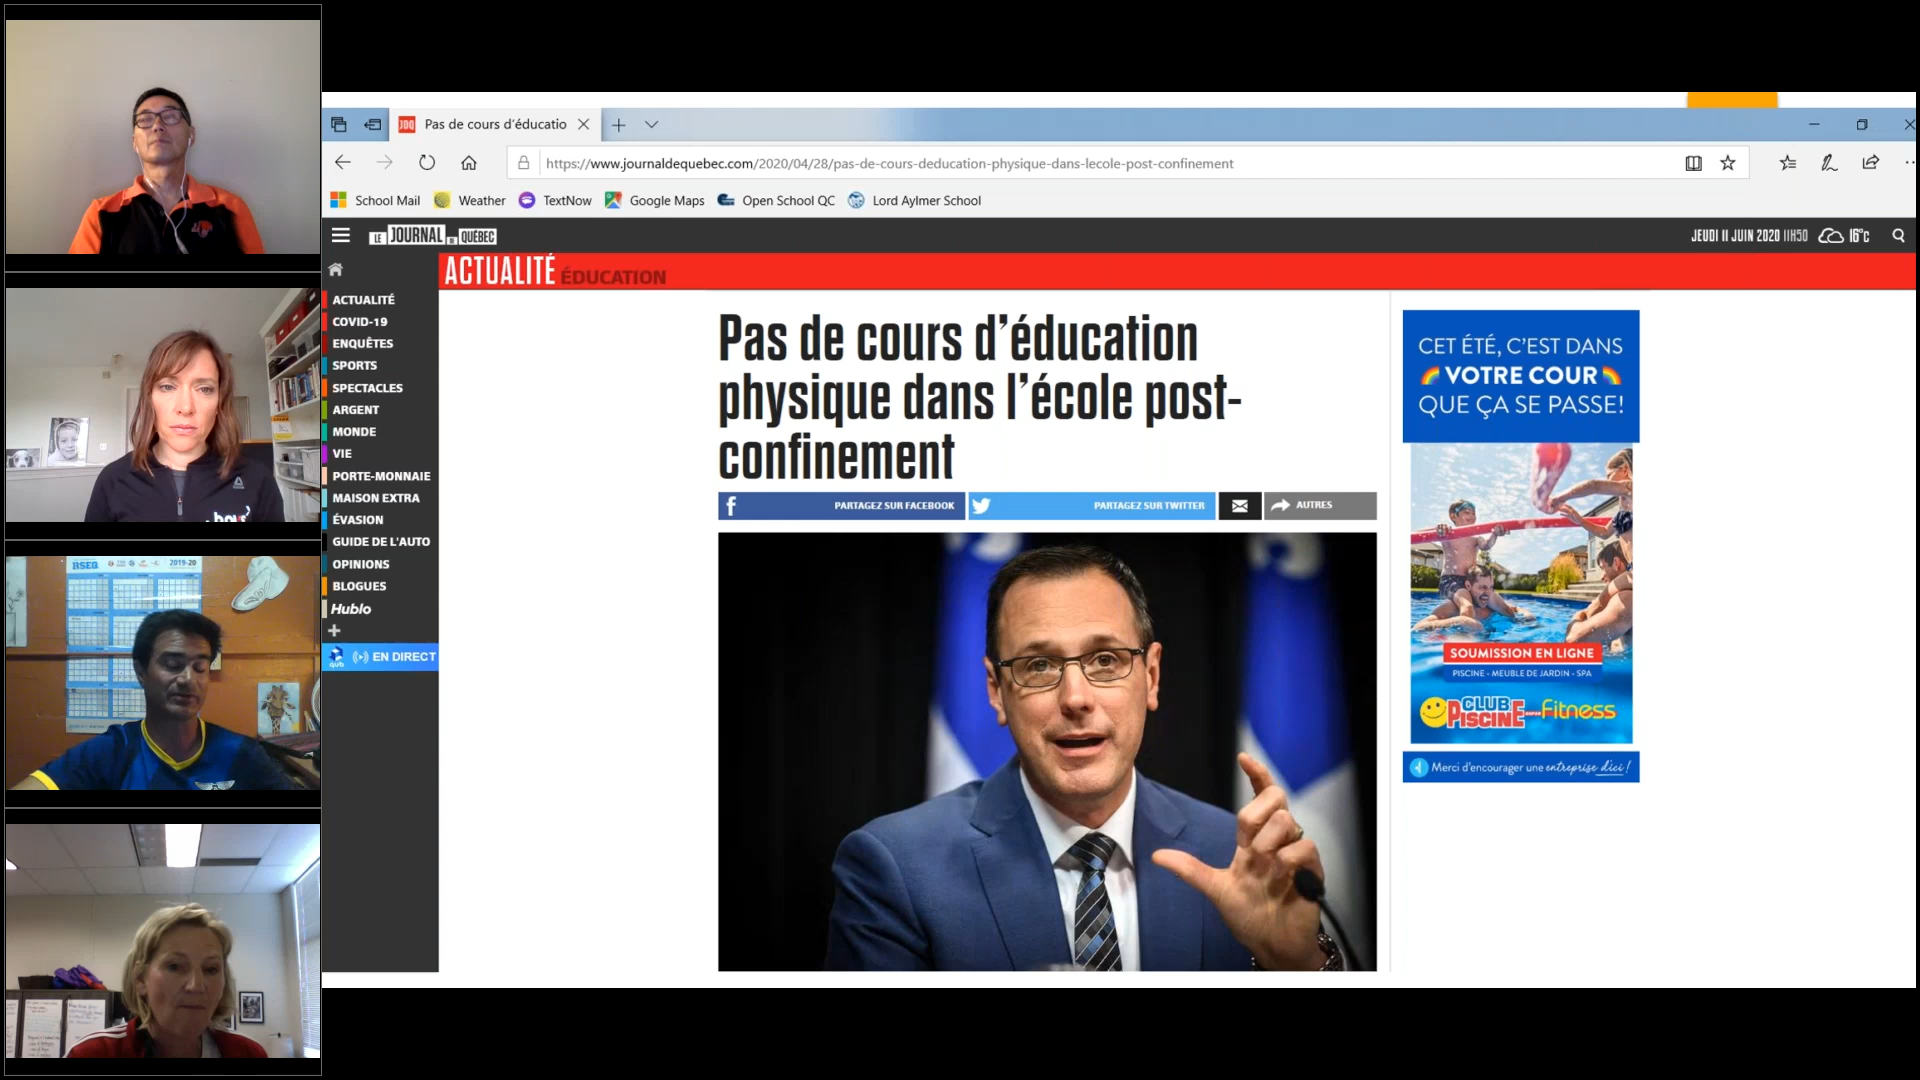 RSEQ
2019-20
Pas de cours d'éducatio
https://www.journaldequebec.com/2020/04/28/pas-de-cours-deducation-physique-dans-lecole-post-confinement
School Mail
Weather
TextNow
Google Maps
Open School QC
Lord Aylmer School
LE JOURNAL DE QUÉBEC
JEUDI 11 JUIN 2020 11H50
16°C
ACTUALITÉ ÉDUCATION
ACTUALITÉ
COVID-19
ENQUÊTES
SPORTS
SPECTACLES
ARGENT
MONDE
VIE
PORTE-MONNAIE
MAISON EXTRA
ÉVASION
GUIDE DE L'AUTO
OPINIONS
BLOGUES
Hublo
+
qub EN DIRECT
Pas de cours d'éducation
physique dans l'école post-
confinement
PARTAGEZ SUR FACEBOOK
PARTAGEZ SUR TWITTER
AUTRES
CET ÉTÉ, C'EST DANS
VOTRE COUR
QUE ÇA SE PASSE!
SOUMISSION EN LIGNE
PISCINE - MEUBLE DE JARDIN - SPA
CLUB PISCINE SUPER Fitness
Merci d'encourager une entreprise d'ici!